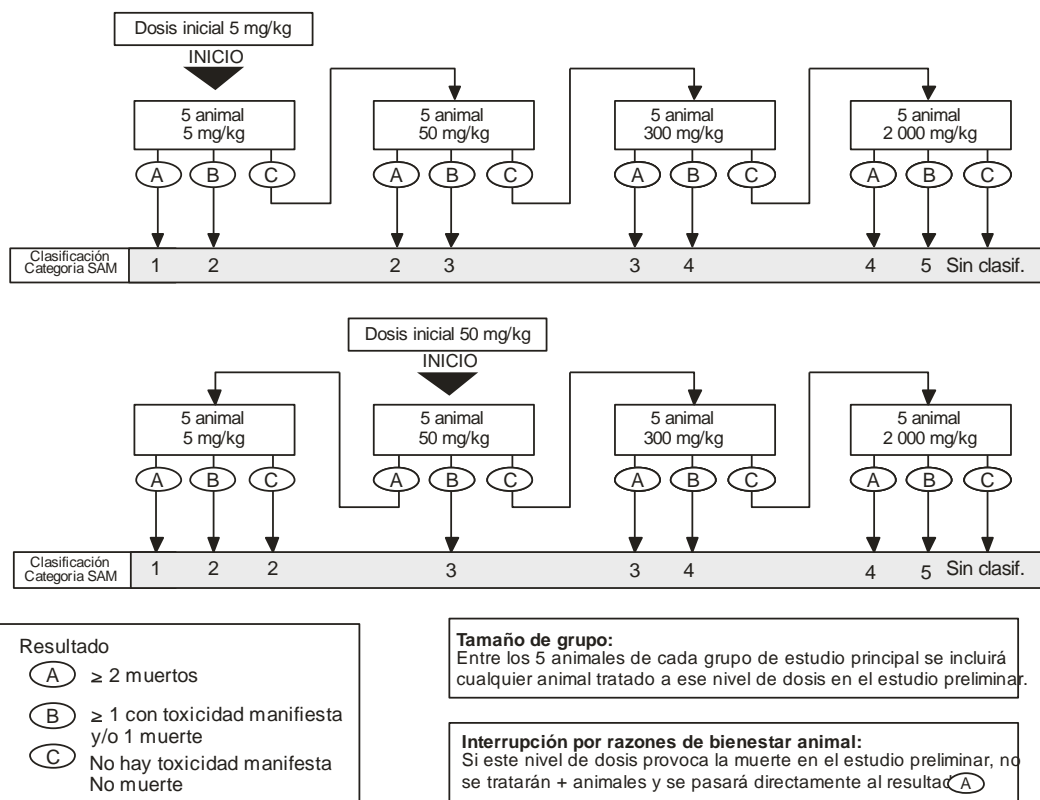 Dosis inicial 5 mg/kg
INICIO
5 animal
5 mg/kg
5 animal
50 mg/kg
5 animal
300 mg/kg
5 animal
2 000 mg/kg
A B C A B C A B C A B C
Clasificación
Categoria SAM
1 2 2 3 3 4 4 5 Sin clasif.
Dosis inicial 50 mg/kg
INICIO
5 animal
5 mg/kg
5 animal
50 mg/kg
5 animal
300 mg/kg
5 animal
2 000 mg/kg
A B C A B C A B C A B C
Clasificación
Categoria SAM
1 2 2 3 3 4 4 5 Sin clasif.
Resultado
A ≥ 2 muertos
B ≥ 1 con toxicidad manifiesta
y/o 1 muerte
C No hay toxicidad manifesta
No muerte
Tamaño de grupo:
Entre los 5 animales de cada grupo de estudio principal se incluirá
cualquier animal tratado a ese nivel de dosis en el estudio preliminar.
Interrupción por razones de bienestar animal:
Si este nivel de dosis provoca la muerte en el estudio preliminar, no
se tratarán + animales y se pasará directamente al resultad A